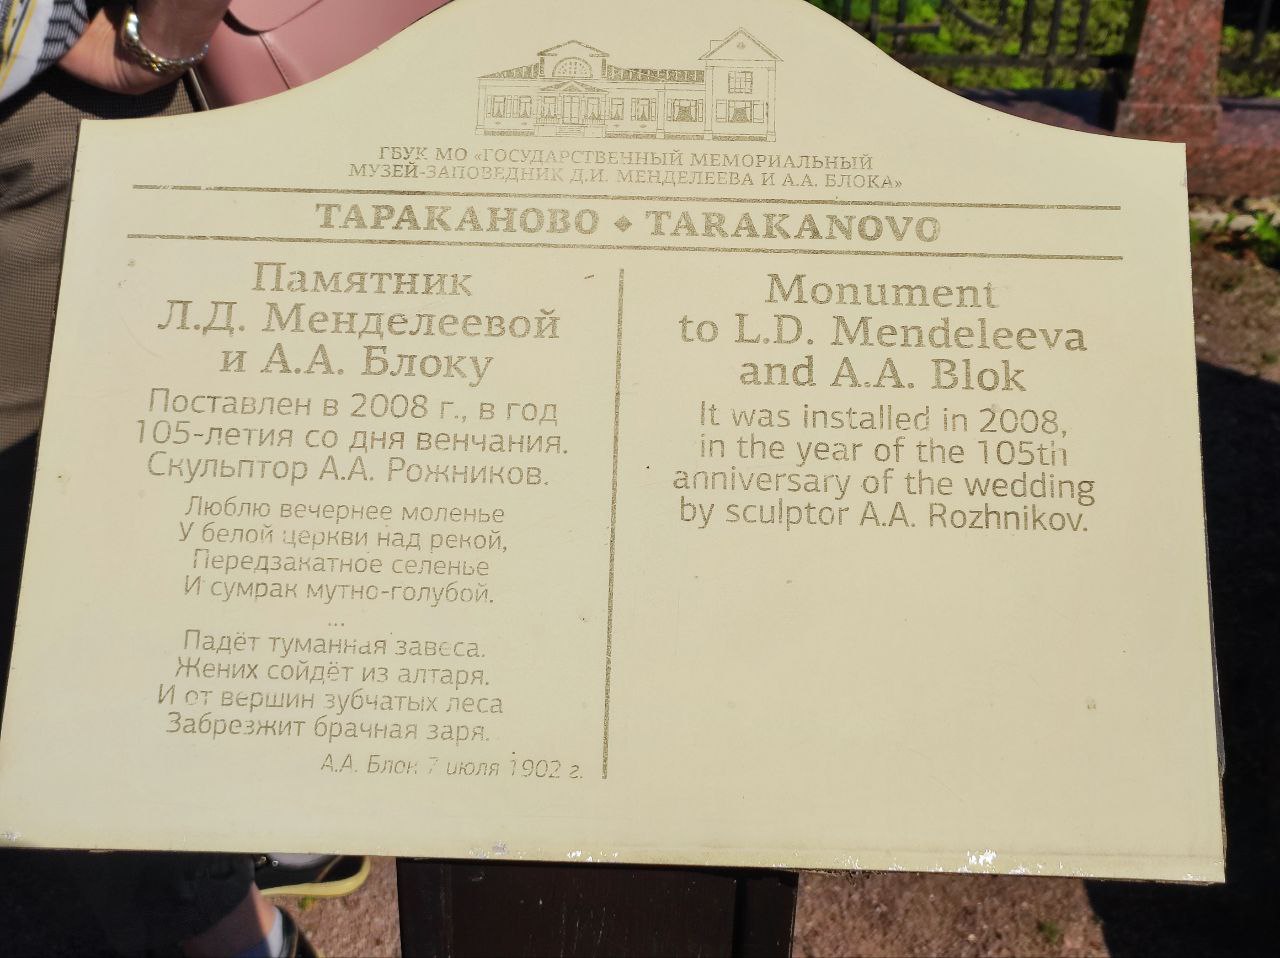 ГБУК МО «ГОСУДАРСТВЕННЫЙ МЕМОРИАЛЬНЫЙ
МУЗЕЙ-ЗАПОВЕДНИК Д.И. МЕНДЕЛЕЕВА И А.А. БЛОКА»
ТАРАКАНОВО ◆ TARAKANOVO
Памятник
Л.Д. Менделеевой
и А.А. Блоку
Поставлен в 2008 г., в год
105-летия со дня венчания.
Скульптор А.А. Рожников.
Люблю вечернее моленье
У белой церкви над рекой,
Передзакатное селенье
И сумрак мутно-голубой.
...
Падёт туманная завеса.
Жених сойдёт из алтаря.
И от вершин зубчатых леса
Забрезжит брачная заря.
А.А. Блок 7 июля 1902 г.
Monument
to L.D. Mendeleeva
and A.A. Blok
It was installed in 2008,
in the year of the 105th
anniversary of the wedding
by sculptor A.A. Rozhnikov.